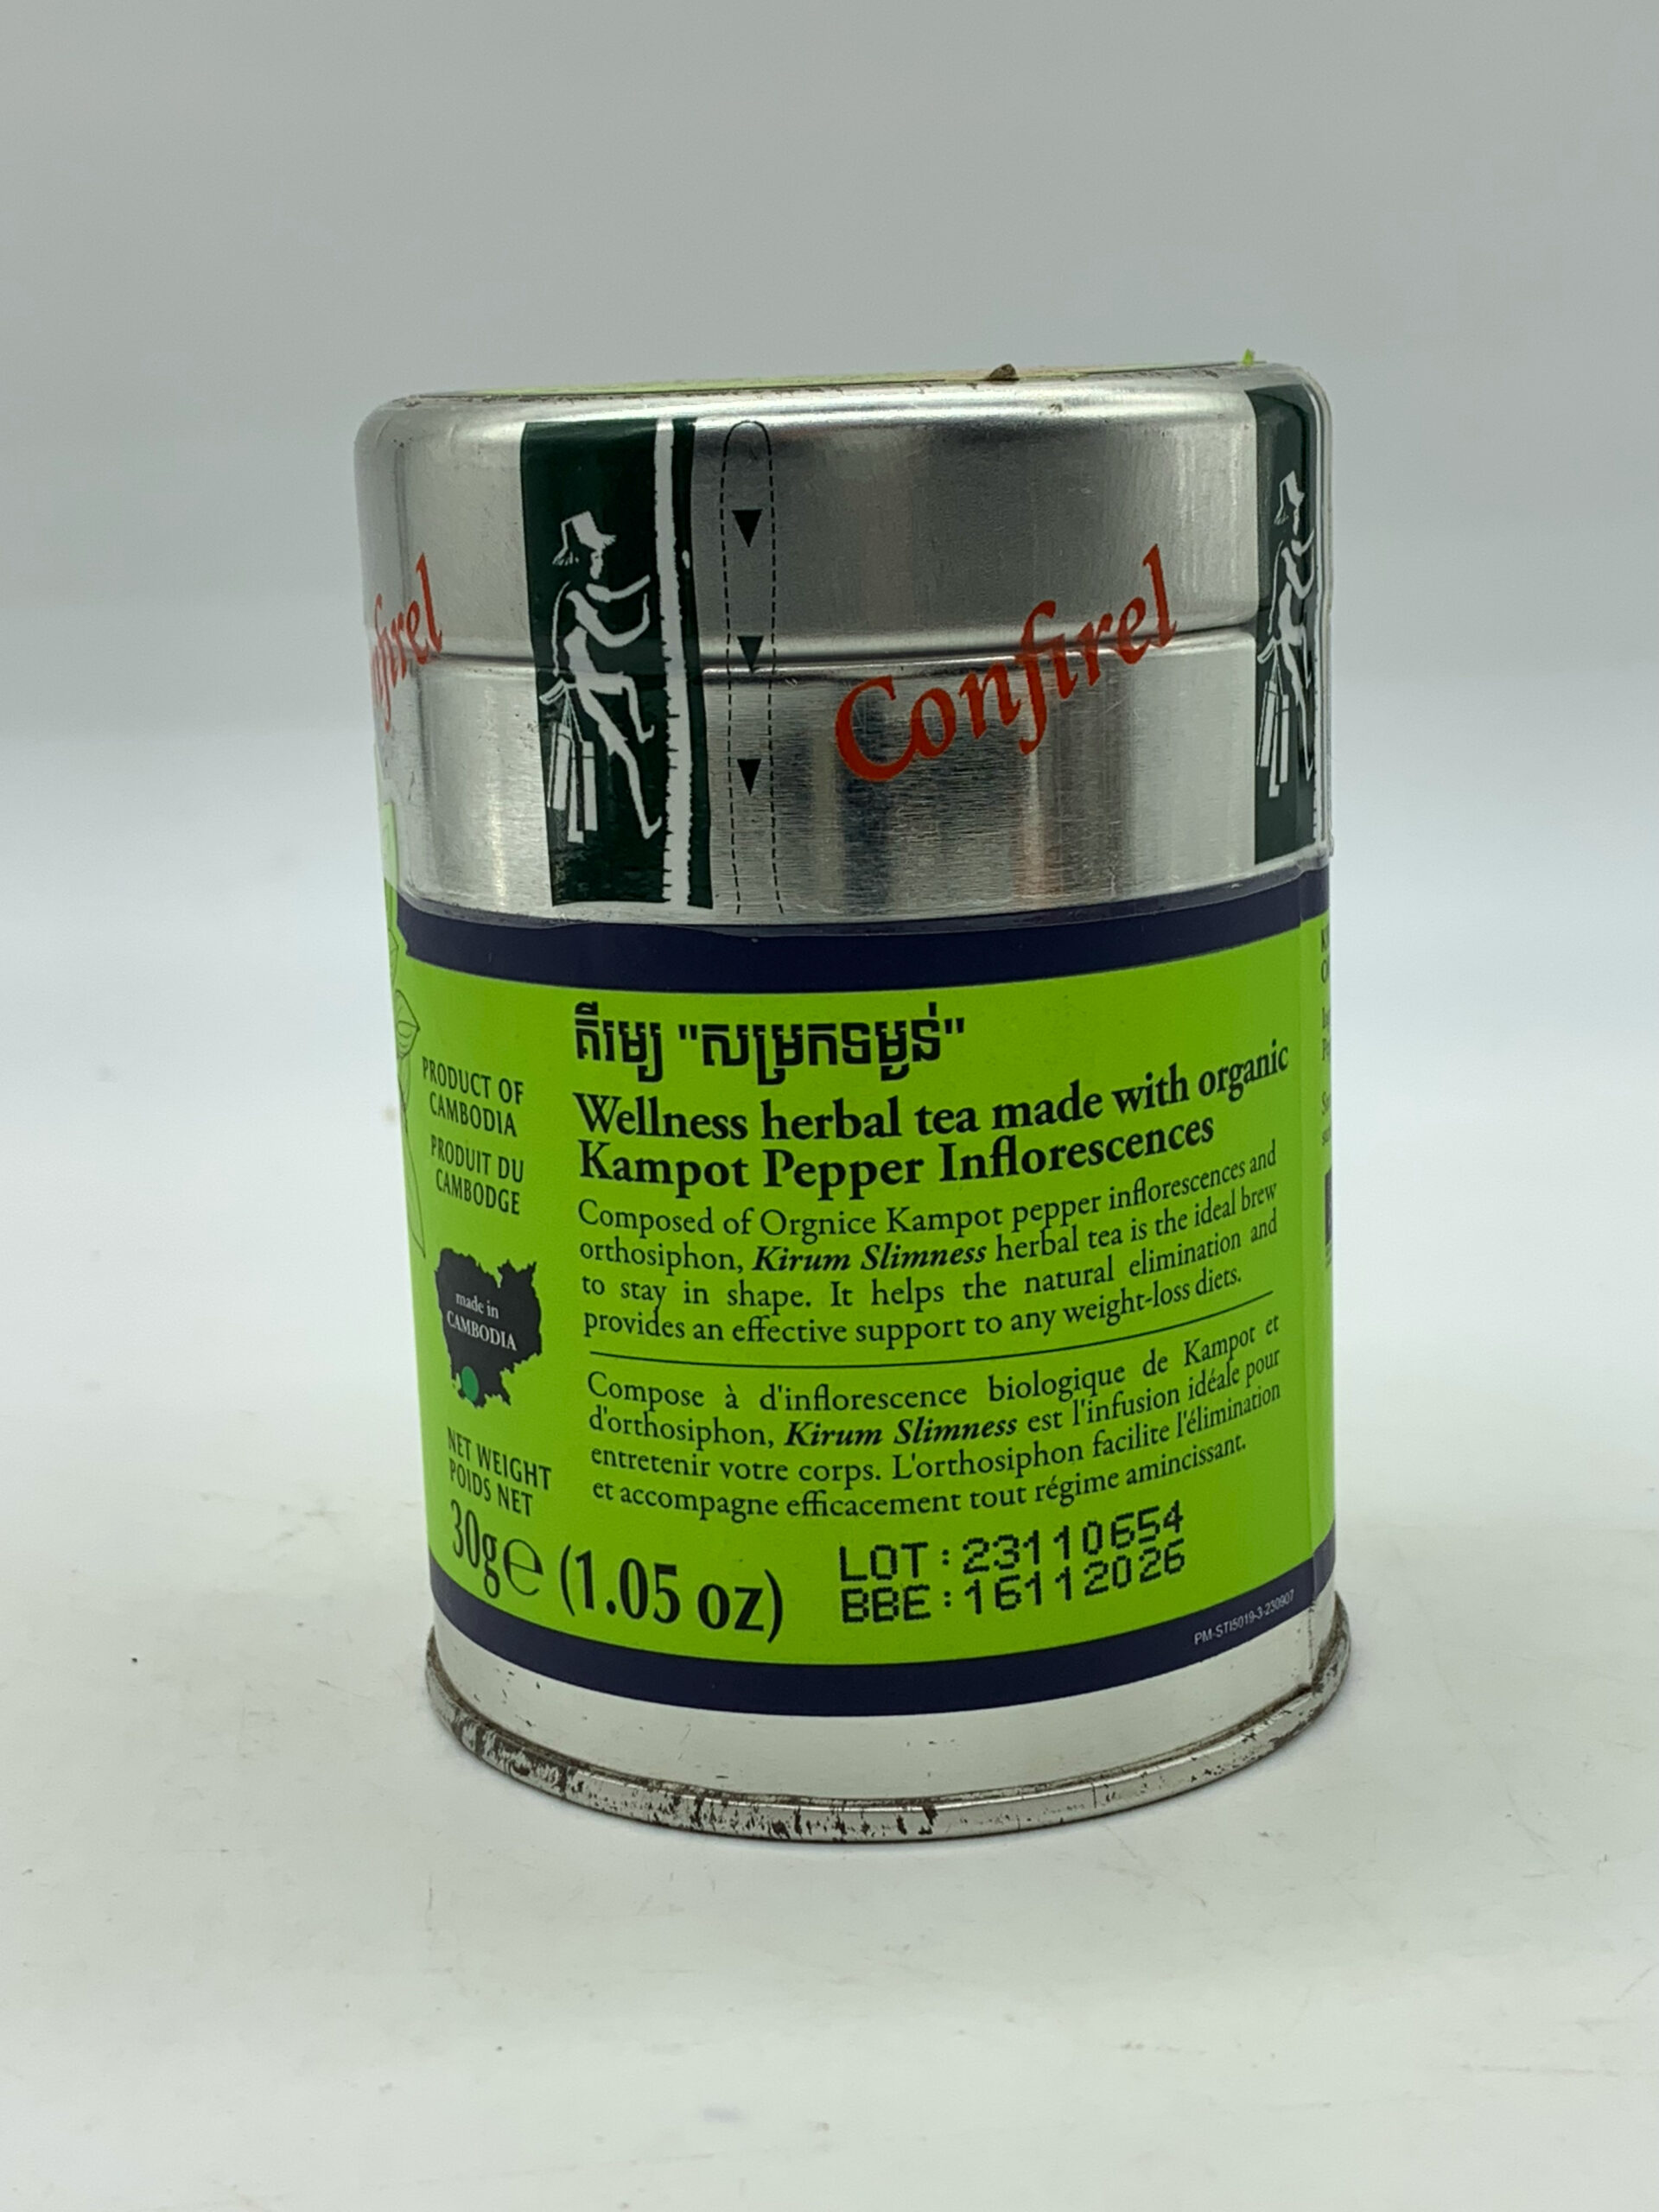 Confirel
គីរម្យ "សម្រកទម្ងន់"
Wellness herbal tea made with organic
Kampot Pepper Inflorescences
Composed of Orgnice Kampot pepper inflorescences and
orthosiphon, Kirum Slimness herbal tea is the ideal brew
to stay in shape. It helps the natural elimination and
provides an effective support to any weight-loss diets.
Compose à d'inflorescence biologique de Kampot et
d'orthosiphon, Kirum Slimness est l'infusion idéale pour
entretenir votre corps. L'orthosiphon facilite l'élimination
et accompagne efficacement tout régime amincissant.
PRODUCT OF
CAMBODIA
PRODUIT DU
CAMBODGE
made in
CAMBODIA
NET WEIGHT
POIDS NET
30g℮ (1.05 oz)
LOT : 23110654
BBE : 16112026
PM-STI5019-3-230907